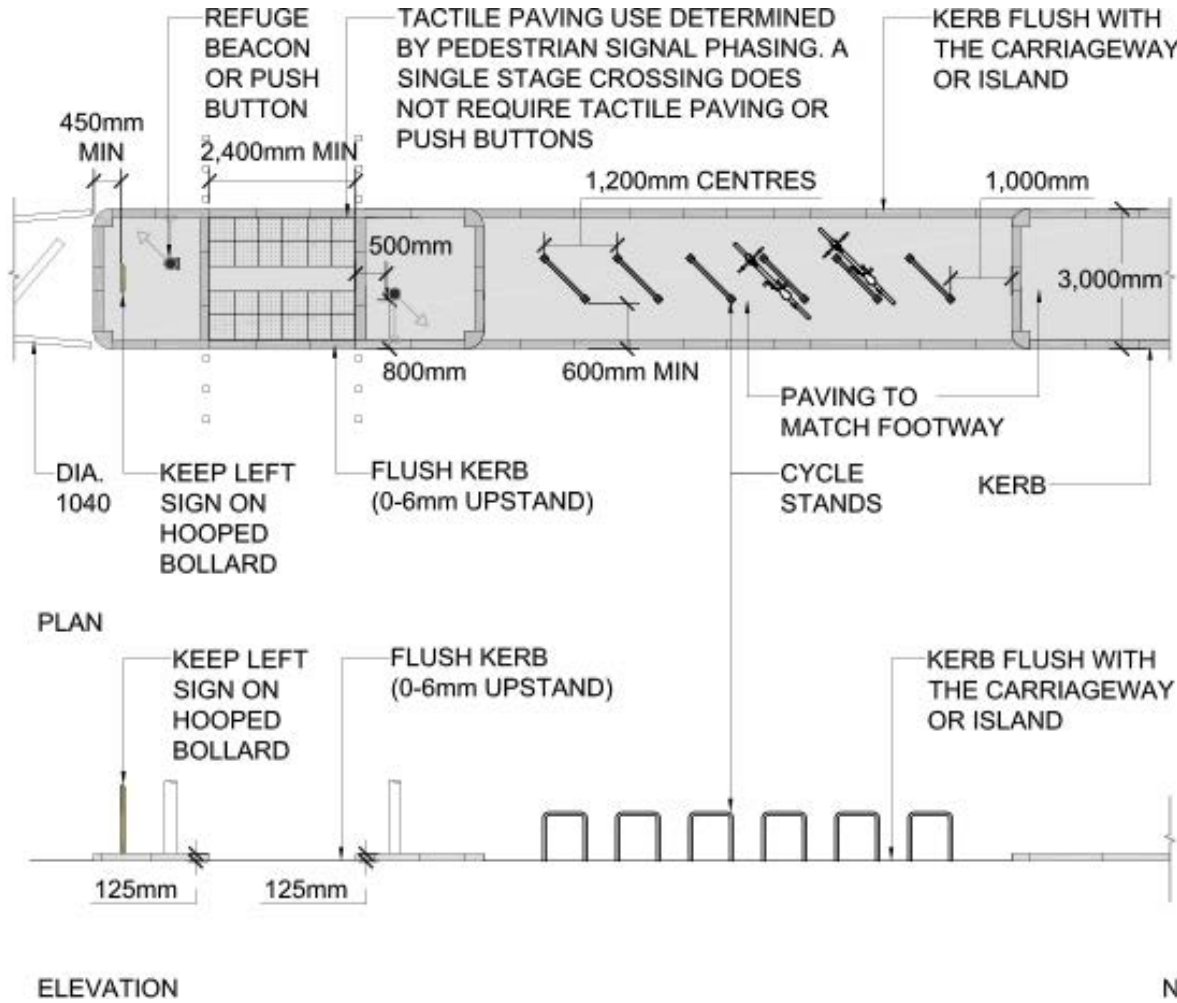 REFUGE
BEACON
OR PUSH
BUTTON
TACTILE PAVING USE DETERMINED
BY PEDESTRIAN SIGNAL PHASING. A
SINGLE STAGE CROSSING DOES
NOT REQUIRE TACTILE PAVING OR
PUSH BUTTONS
KERB FLUSH WITH
THE CARRIAGEWAY
OR ISLAND
450mm
MIN
2,400mm MIN
1,200mm CENTRES
1,000mm
500mm
3,000mm
800mm
600mm MIN
PAVING TO
MATCH FOOTWAY
DIA.
1040
KEEP LEFT
SIGN ON
HOOPED
BOLLARD
FLUSH KERB
(0-6mm UPSTAND)
CYCLE
STANDS
KERB
PLAN
KEEP LEFT
SIGN ON
HOOPED
BOLLARD
FLUSH KERB
(0-6mm UPSTAND)
KERB FLUSH WITH
THE CARRIAGEWAY
OR ISLAND
125mm
125mm
ELEVATION
N